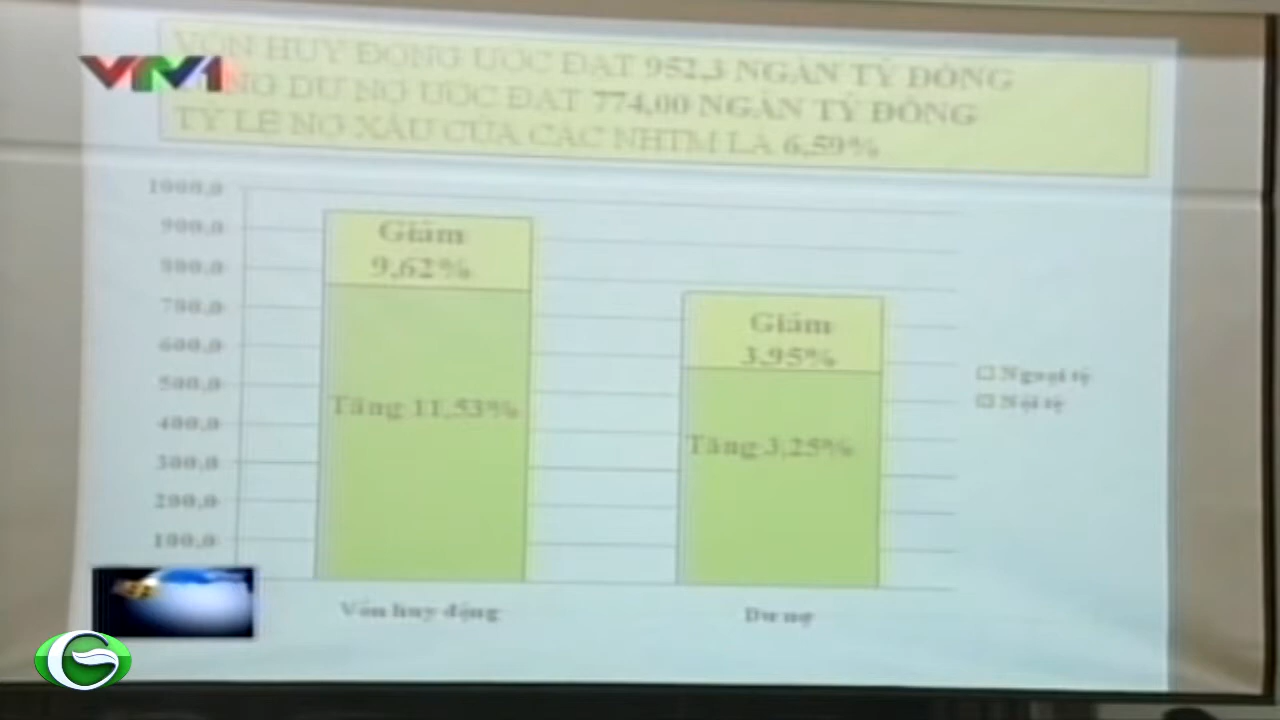 VTV1
VỐN HUY ĐỘNG ƯỚC ĐẠT 952,3 NGÀN TỶ ĐỒNG
DƯ NỢ ƯỚC ĐẠT 774,00 NGÀN TỶ ĐỒNG
TỶ LỆ NỢ XẤU CỦA CÁC NHTM LÀ 6,59%
1000,0
900,0
800,0
700,0
600,0
500,0
400,0
300,0
200,0
100,0
Giảm
9,62%
Tăng 11,53%
Giảm
3,95%
Tăng 3,25%
Ngoại tệ
Nội tệ
Vốn huy động
Dư nợ